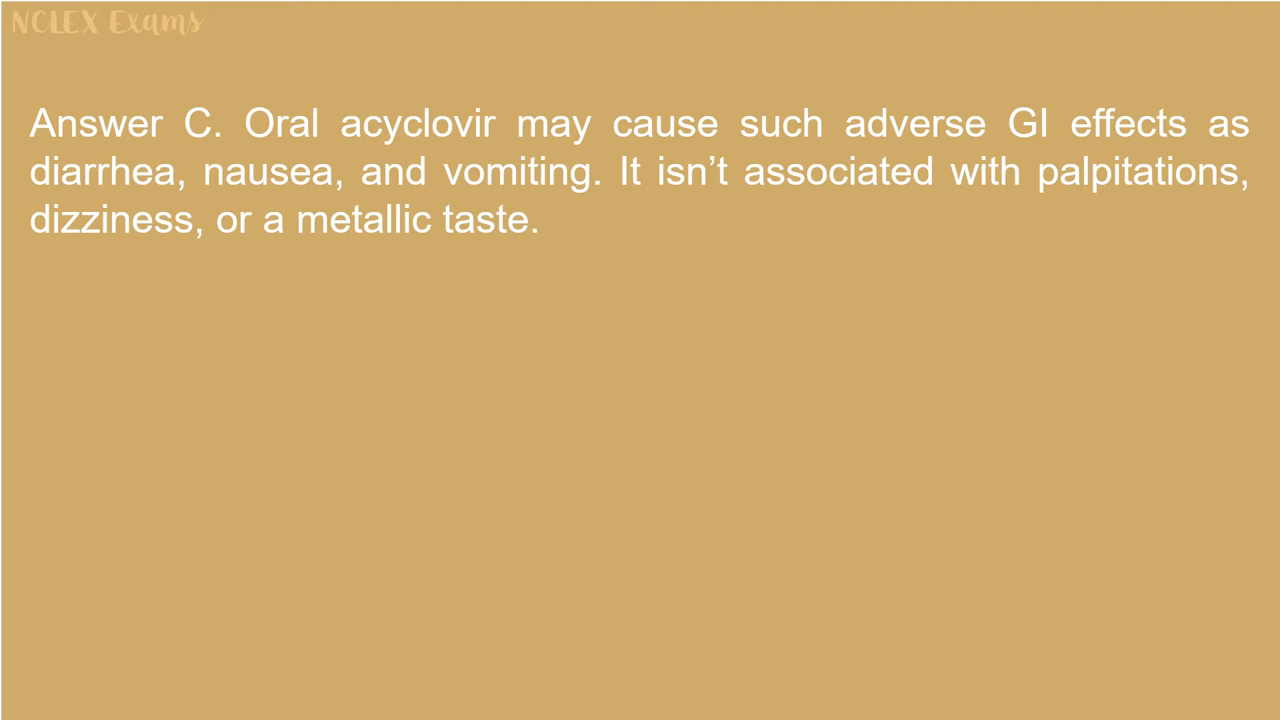 NCLEX Exams
Answer C. Oral acyclovir may cause such adverse GI effects as
diarrhea, nausea, and vomiting. It isn’t associated with palpitations,
dizziness, or a metallic taste.